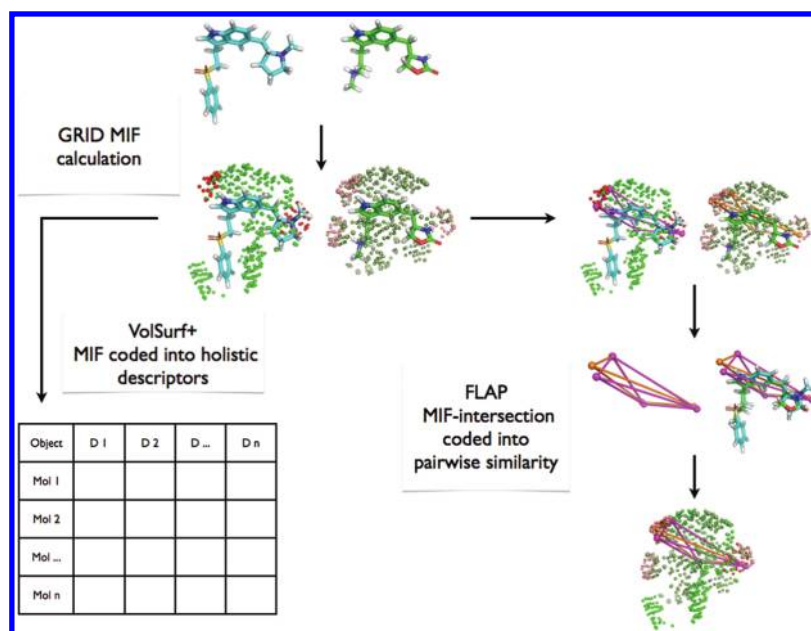 GRID MIF
calculation
VolSurf+
MIF coded into holistic
descriptors
FLAP
MIF-intersection
coded into
pairwise similarity
Object D 1 D 2 D ... D n
Mol 1
Mol 2
Mol ...
Mol n